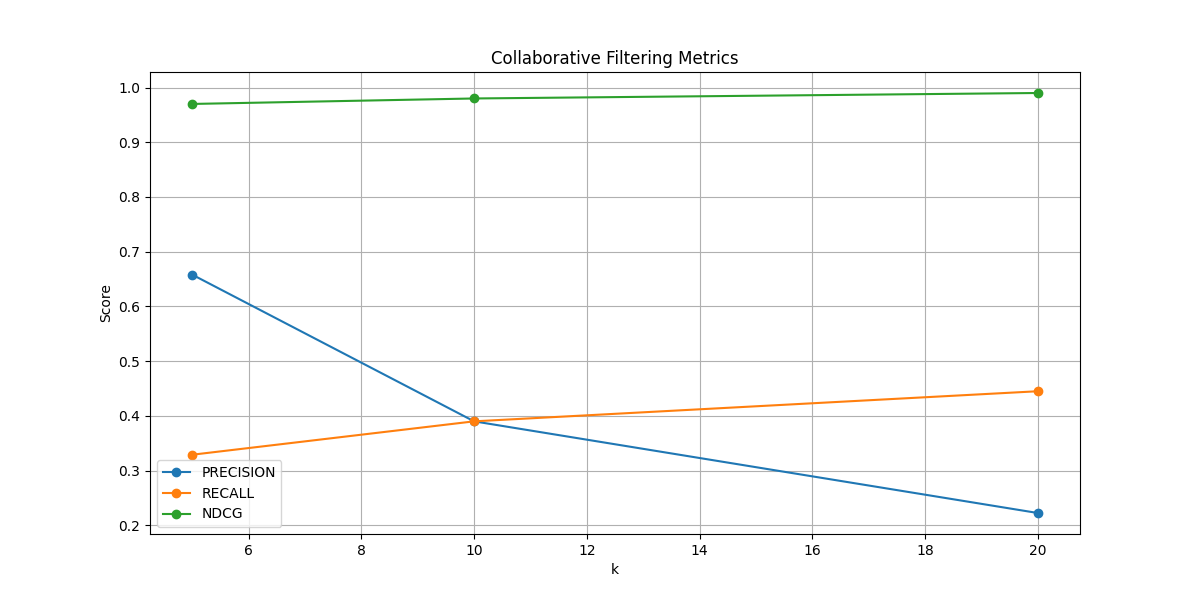 Collaborative Filtering Metrics
1.0
0.9
0.8
0.7
0.6
0.5
0.4
0.3
0.2
Score
PRECISION
RECALL
NDCG
6 8 10 12 14 16 18 20
k